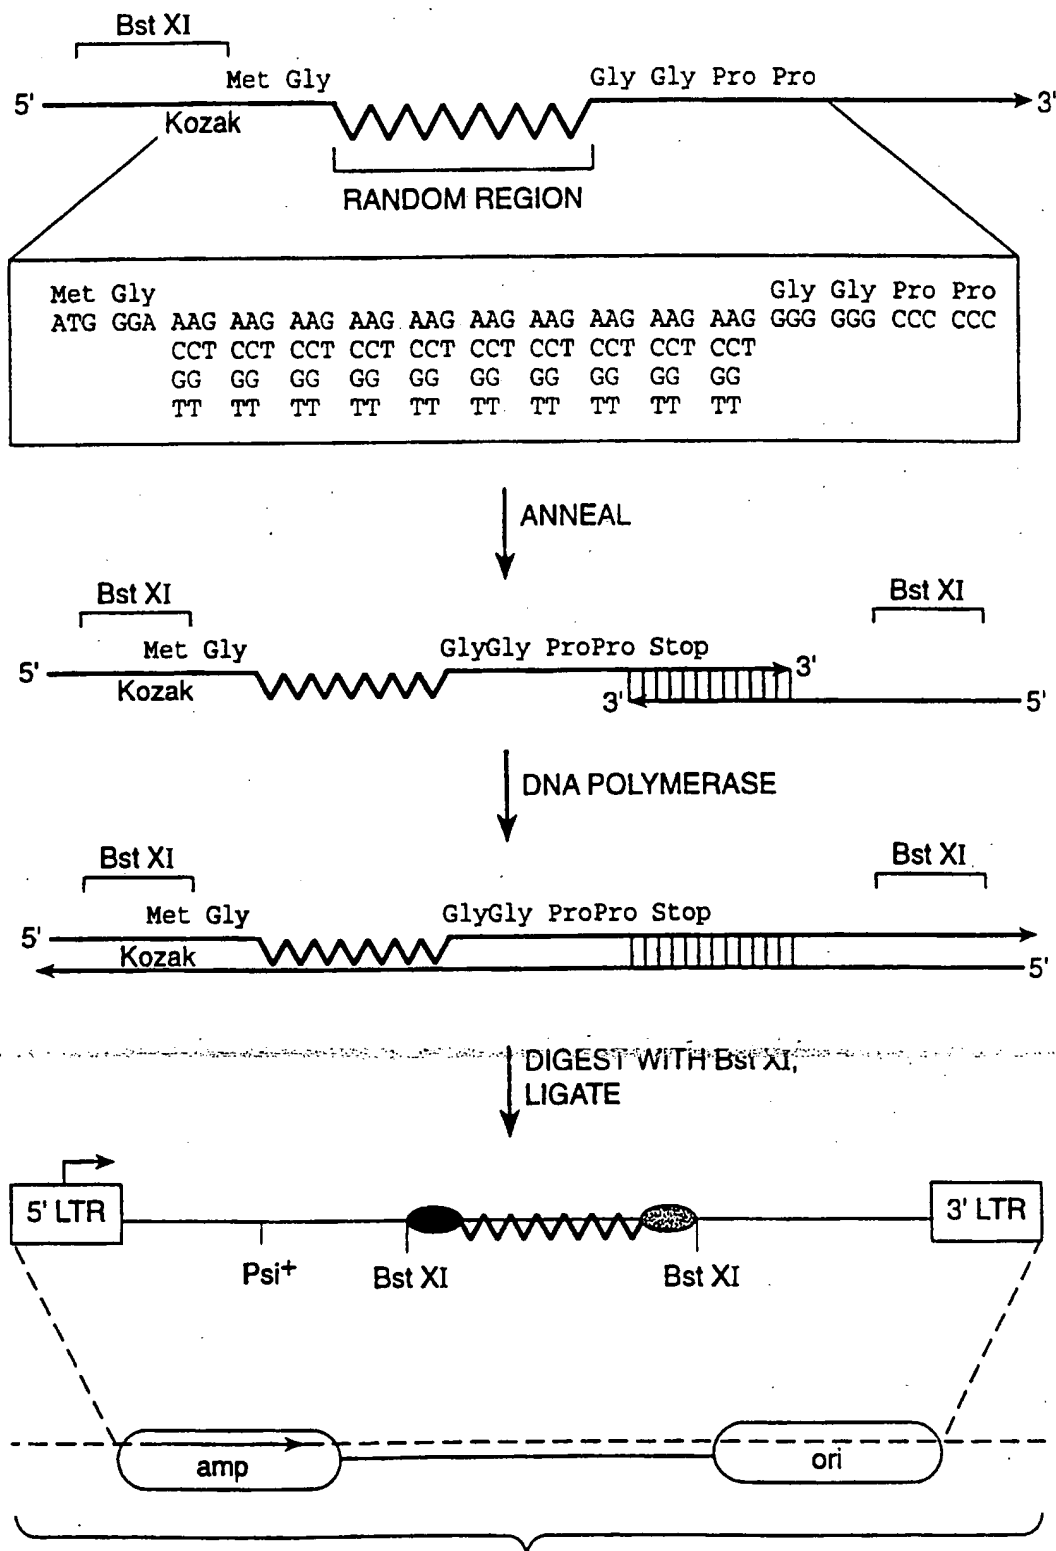 Bst XI
Met Gly
Gly Gly Pro Pro
5'
3'
Kozak
RANDOM REGION
Met Gly Gly Gly Pro Pro
ATG GGA AAG AAG AAG AAG AAG AAG AAG AAG AAG AAG GGG GGG CCC CCC
CCT CCT CCT CCT CCT CCT CCT CCT CCT CCT
GG GG GG GG GG GG GG GG GG GG
TT TT TT TT TT TT TT TT TT TT
ANNEAL
Bst XI Bst XI
Met Gly GlyGly ProPro Stop
5' 3'
Kozak 3' 5'
DNA POLYMERASE
Bst XI Bst XI
Met Gly GlyGly ProPro Stop
5'
Kozak 5'
DIGEST WITH Bst XI,
LIGATE
5' LTR 3' LTR
Psi+ Bst XI Bst XI
amp ori